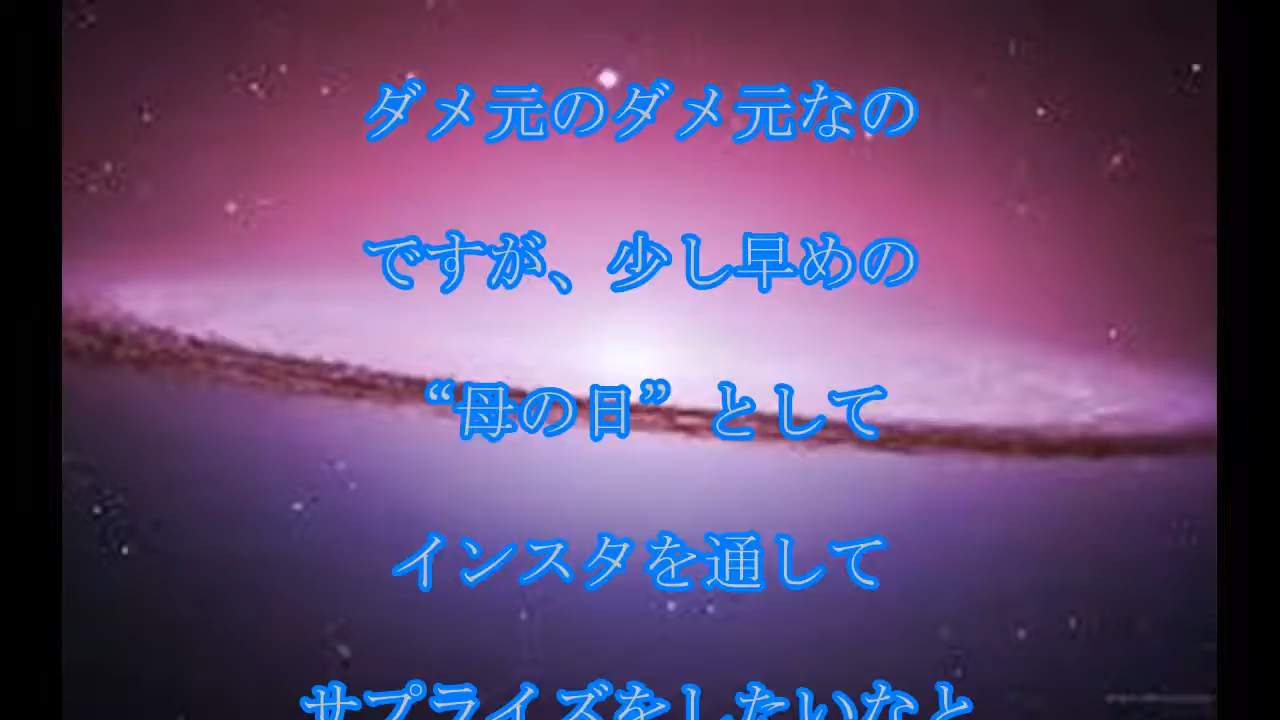 ダメ元のダメ元なの
ですが、少し早めの
“母の日”として
インスタを通して
サプライズをしたいなと